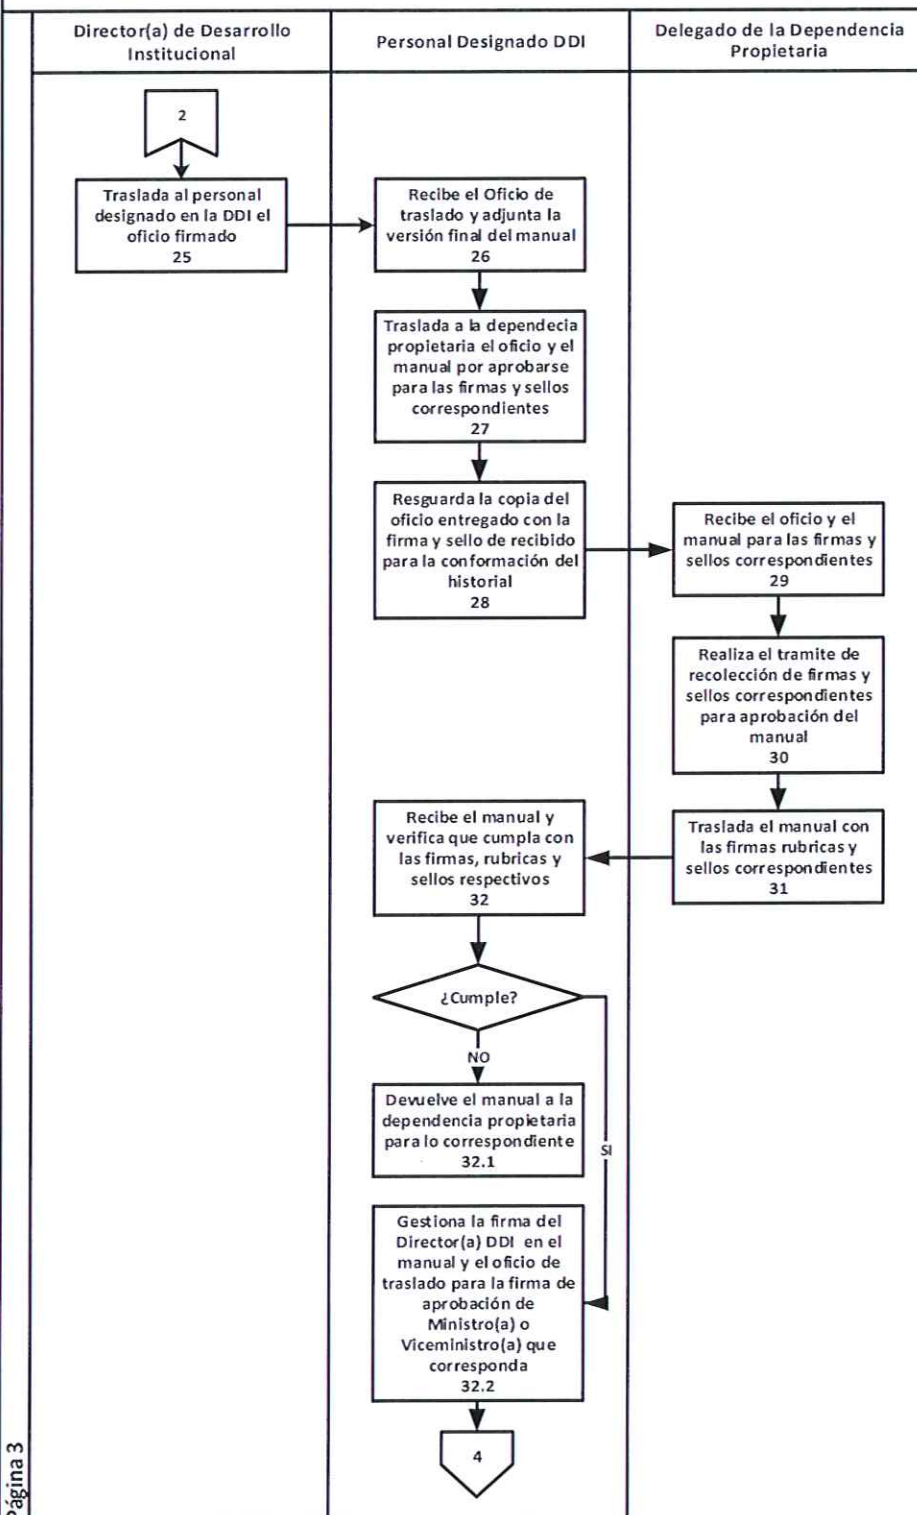 Director(a) de Desarrollo
Institucional
Personal Designado DDI
Delegado de la Dependencia
Propietaria
2
Traslada al personal
designado en la DDI el
oficio firmado
25
Recibe el Oficio de
traslado y adjunta la
versión final del manual
26
Traslada a la dependecia
propietaria el oficio y el
manual por aprobarse
para las firmas y sellos
correspondientes
27
Resguarda la copia del
oficio entregado con la
firma y sello de recibido
para la conformación del
historial
28
Recibe el oficio y el
manual para las firmas y
sellos correspondientes
29
Realiza el tramite de
recolección de firmas y
sellos correspondientes
para aprobación del
manual
30
Traslada el manual con
las firmas rubricas y
sellos correspondientes
31
Recibe el manual y
verifica que cumpla con
las firmas, rubricas y
sellos respectivos
32
¿Cumple?
NO
SI
Devuelve el manual a la
dependencia propietaria
para lo correspondiente
32.1
Gestiona la firma del
Director(a) DDI en el
manual y el oficio de
traslado para la firma de
aprobación de
Ministro(a) o
Viceministro(a) que
corresponda
32.2
4
Página 3